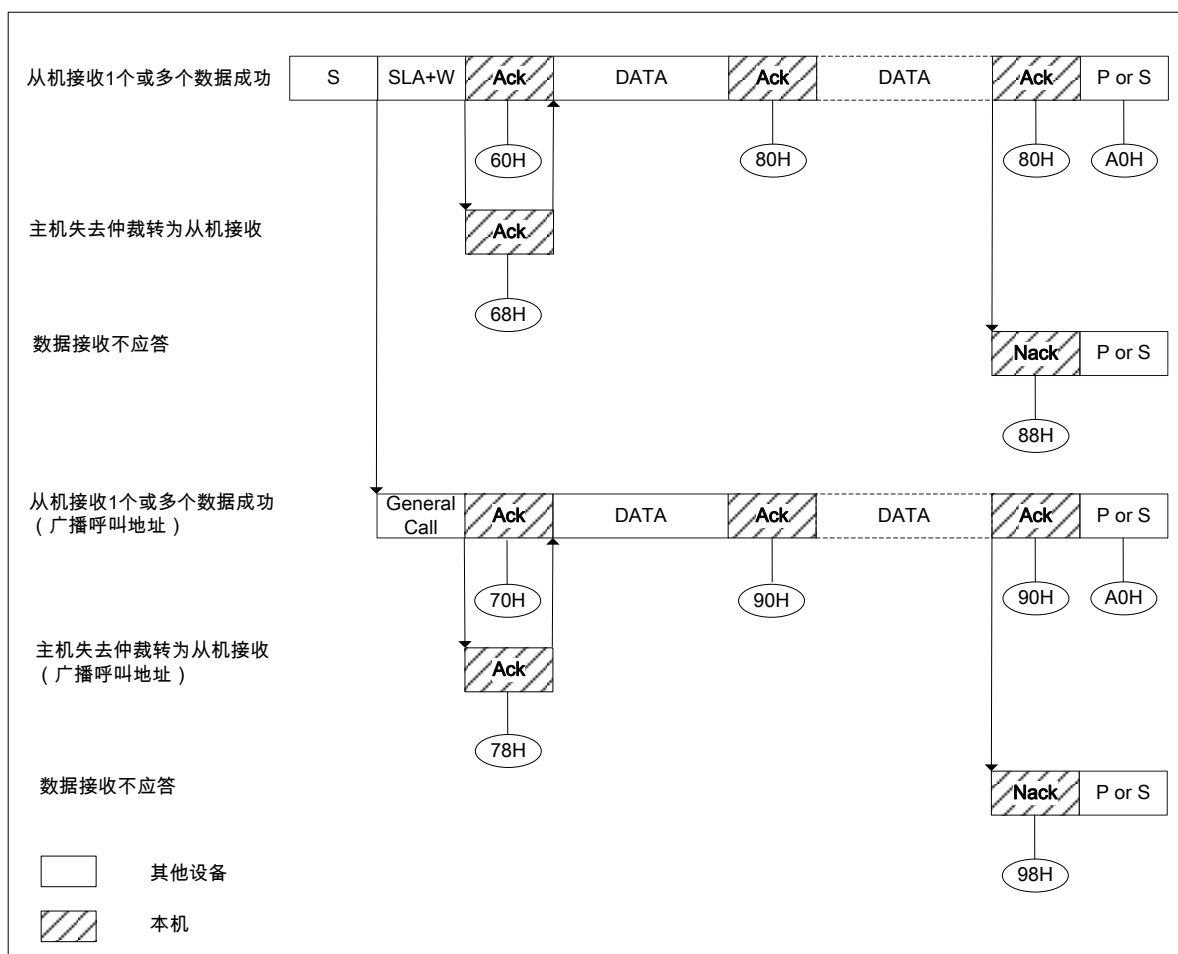 从机接收1个或多个数据成功
S SLA+W Ack DATA Ack DATA Ack P or S
60H 80H 80H A0H
主机失去仲裁转为从机接收
Ack
68H
数据接收不应答
Nack P or S
88H
从机接收1个或多个数据成功
（广播呼叫地址）
General
Call
Ack DATA Ack DATA Ack P or S
70H 90H 90H A0H
主机失去仲裁转为从机接收
（广播呼叫地址）
Ack
78H
数据接收不应答
Nack P or S
98H
其他设备
本机